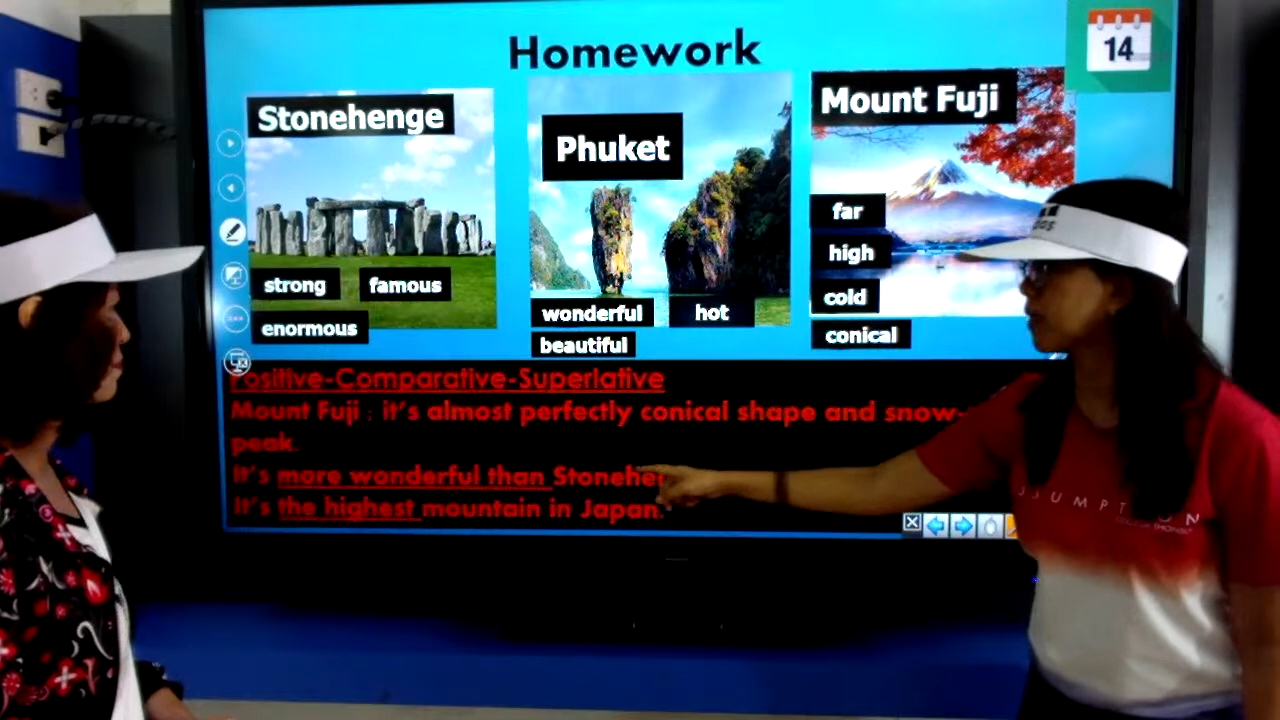 Homework
14
Stonehenge
Phuket
Mount Fuji
strong
famous
enormous
wonderful
hot
beautiful
far
high
cold
conical
Positive-Comparative-Superlative
Mount Fuji : it's almost perfectly conical shape and snow-
peak.
It's more wonderful than Stonehe
It's the highest mountain in Japan.
SSUMPT ON